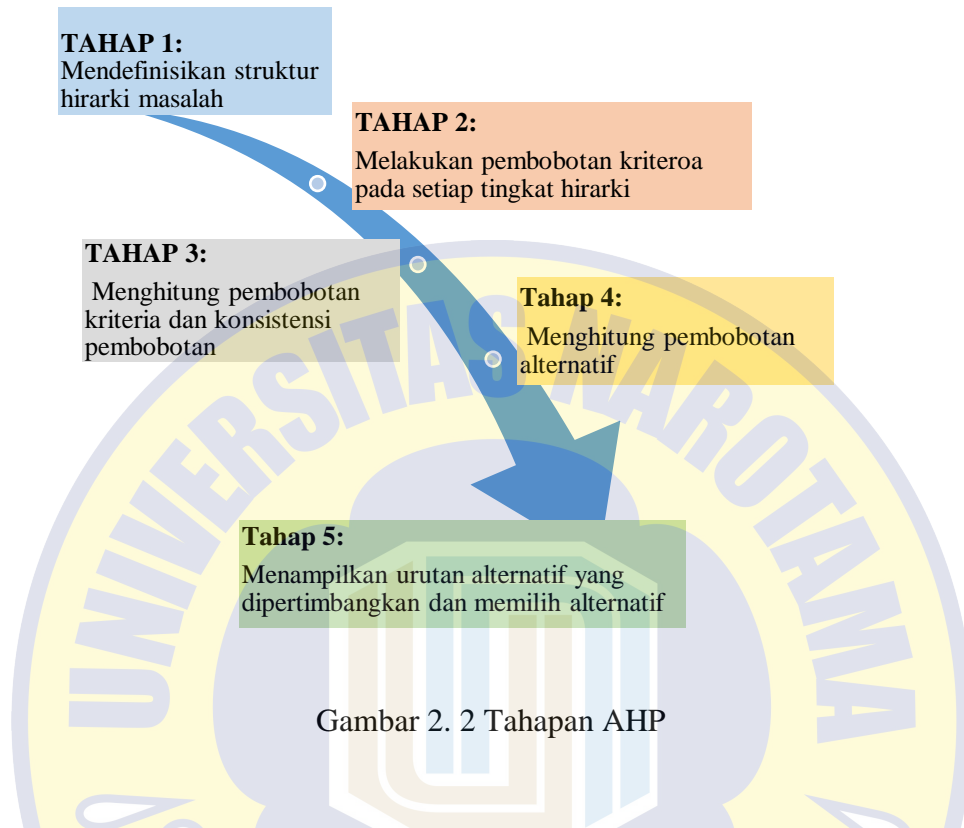 TAHAP 1:
Mendefinisikan struktur
hirarki masalah
TAHAP 2:
Melakukan pembobotan kriteroa
pada setiap tingkat hirarki
TAHAP 3:
Menghitung pembobotan
kriteria dan konsistensi
pembobotan
Tahap 4:
Menghitung pembobotan
alternatif
Tahap 5:
Menampilkan urutan alternatif yang
dipertimbangkan dan memilih alternatif
Gambar 2. 2 Tahapan AHP
UNIVERSITAS NAROTAMA